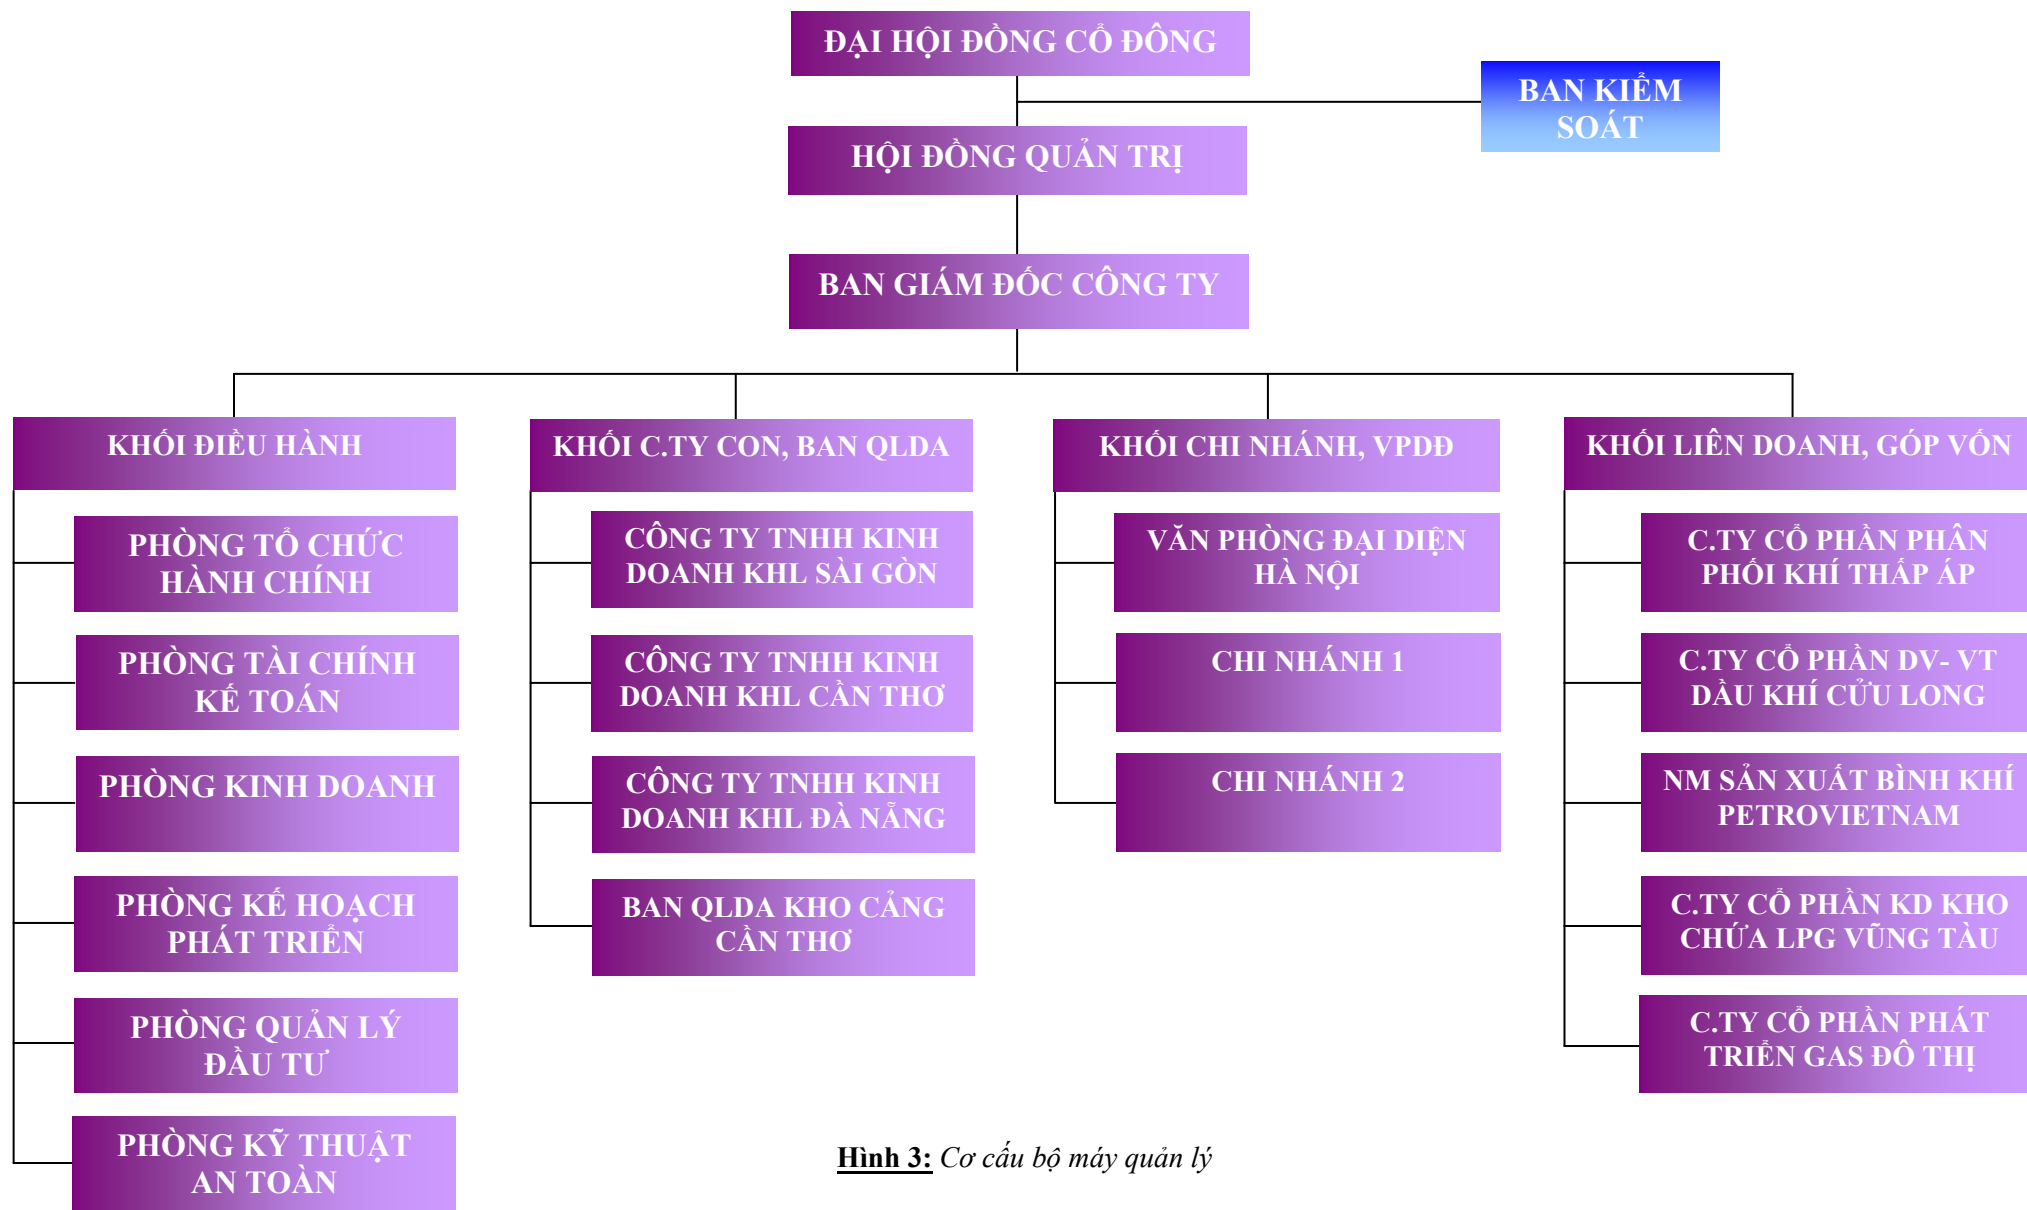 ĐẠI HỘI ĐỒNG CỔ ĐÔNG
BAN KIỂM
SOÁT
HỘI ĐỒNG QUẢN TRỊ
BAN GIÁM ĐỐC CÔNG TY
KHỐI ĐIỀU HÀNH
PHÒNG TỔ CHỨC
HÀNH CHÍNH
PHÒNG TÀI CHÍNH
KẾ TOÁN
PHÒNG KINH DOANH
PHÒNG KẾ HOẠCH
PHÁT TRIỂN
PHÒNG QUẢN LÝ
ĐẦU TƯ
PHÒNG KỸ THUẬT
AN TOÀN
KHỐI C.TY CON, BAN QLDA
CÔNG TY TNHH KINH
DOANH KHL SÀI GÒN
CÔNG TY TNHH KINH
DOANH KHL CẦN THƠ
CÔNG TY TNHH KINH
DOANH KHL ĐÀ NẴNG
BAN QLDA KHO CẢNG
CẦN THƠ
KHỐI CHI NHÁNH, VPDĐ
VĂN PHÒNG ĐẠI DIỆN
HÀ NỘI
CHI NHÁNH 1
CHI NHÁNH 2
KHỐI LIÊN DOANH, GÓP VỐN
C.TY CỔ PHẦN PHÂN
PHỐI KHÍ THẤP ÁP
C.TY CỔ PHẦN DV- VT
DẦU KHÍ CỬU LONG
NM SẢN XUẤT BÌNH KHÍ
PETROVIETNAM
C.TY CỔ PHẦN KD KHO
CHỨA LPG VŨNG TÀU
C.TY CỔ PHẦN PHÁT
TRIỂN GAS ĐÔ THỊ
Hình 3: Cơ cấu bộ máy quản lý